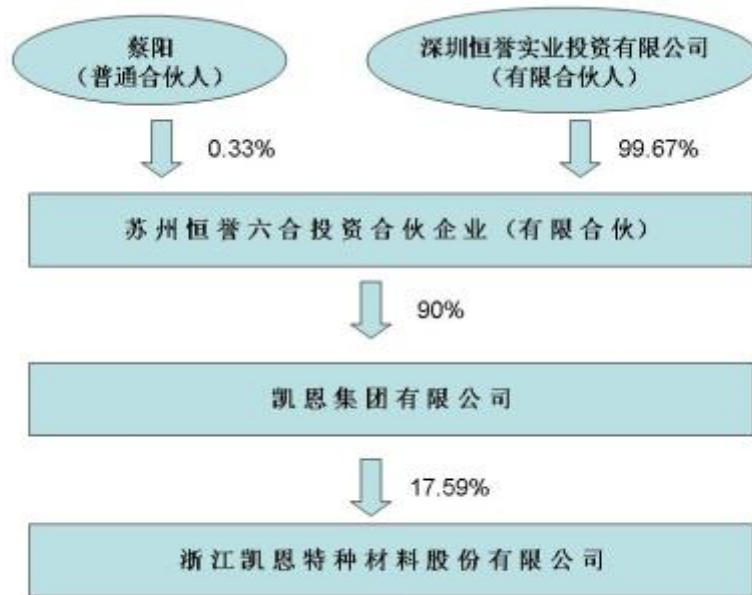 蔡阳
（普通合伙人）
深圳恒誉实业投资有限公司
（有限合伙人）
0.33%
99.67%
苏州恒誉六合投资合伙企业（有限合伙）
90%
凯恩集团有限公司
17.59%
浙江凯恩特种材料股份有限公司